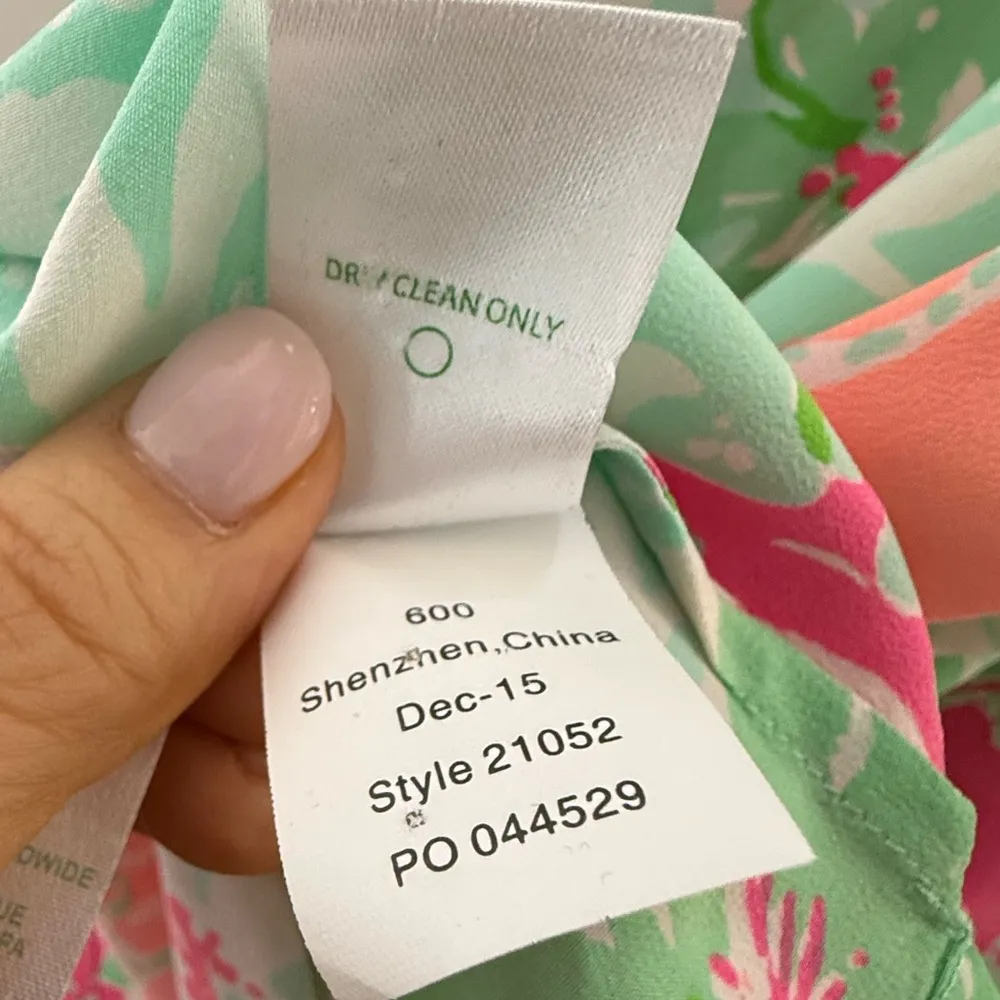 DRY CLEAN ONLY
600
Shenzhen, China
Dec-15
Style 21052
PO 044529